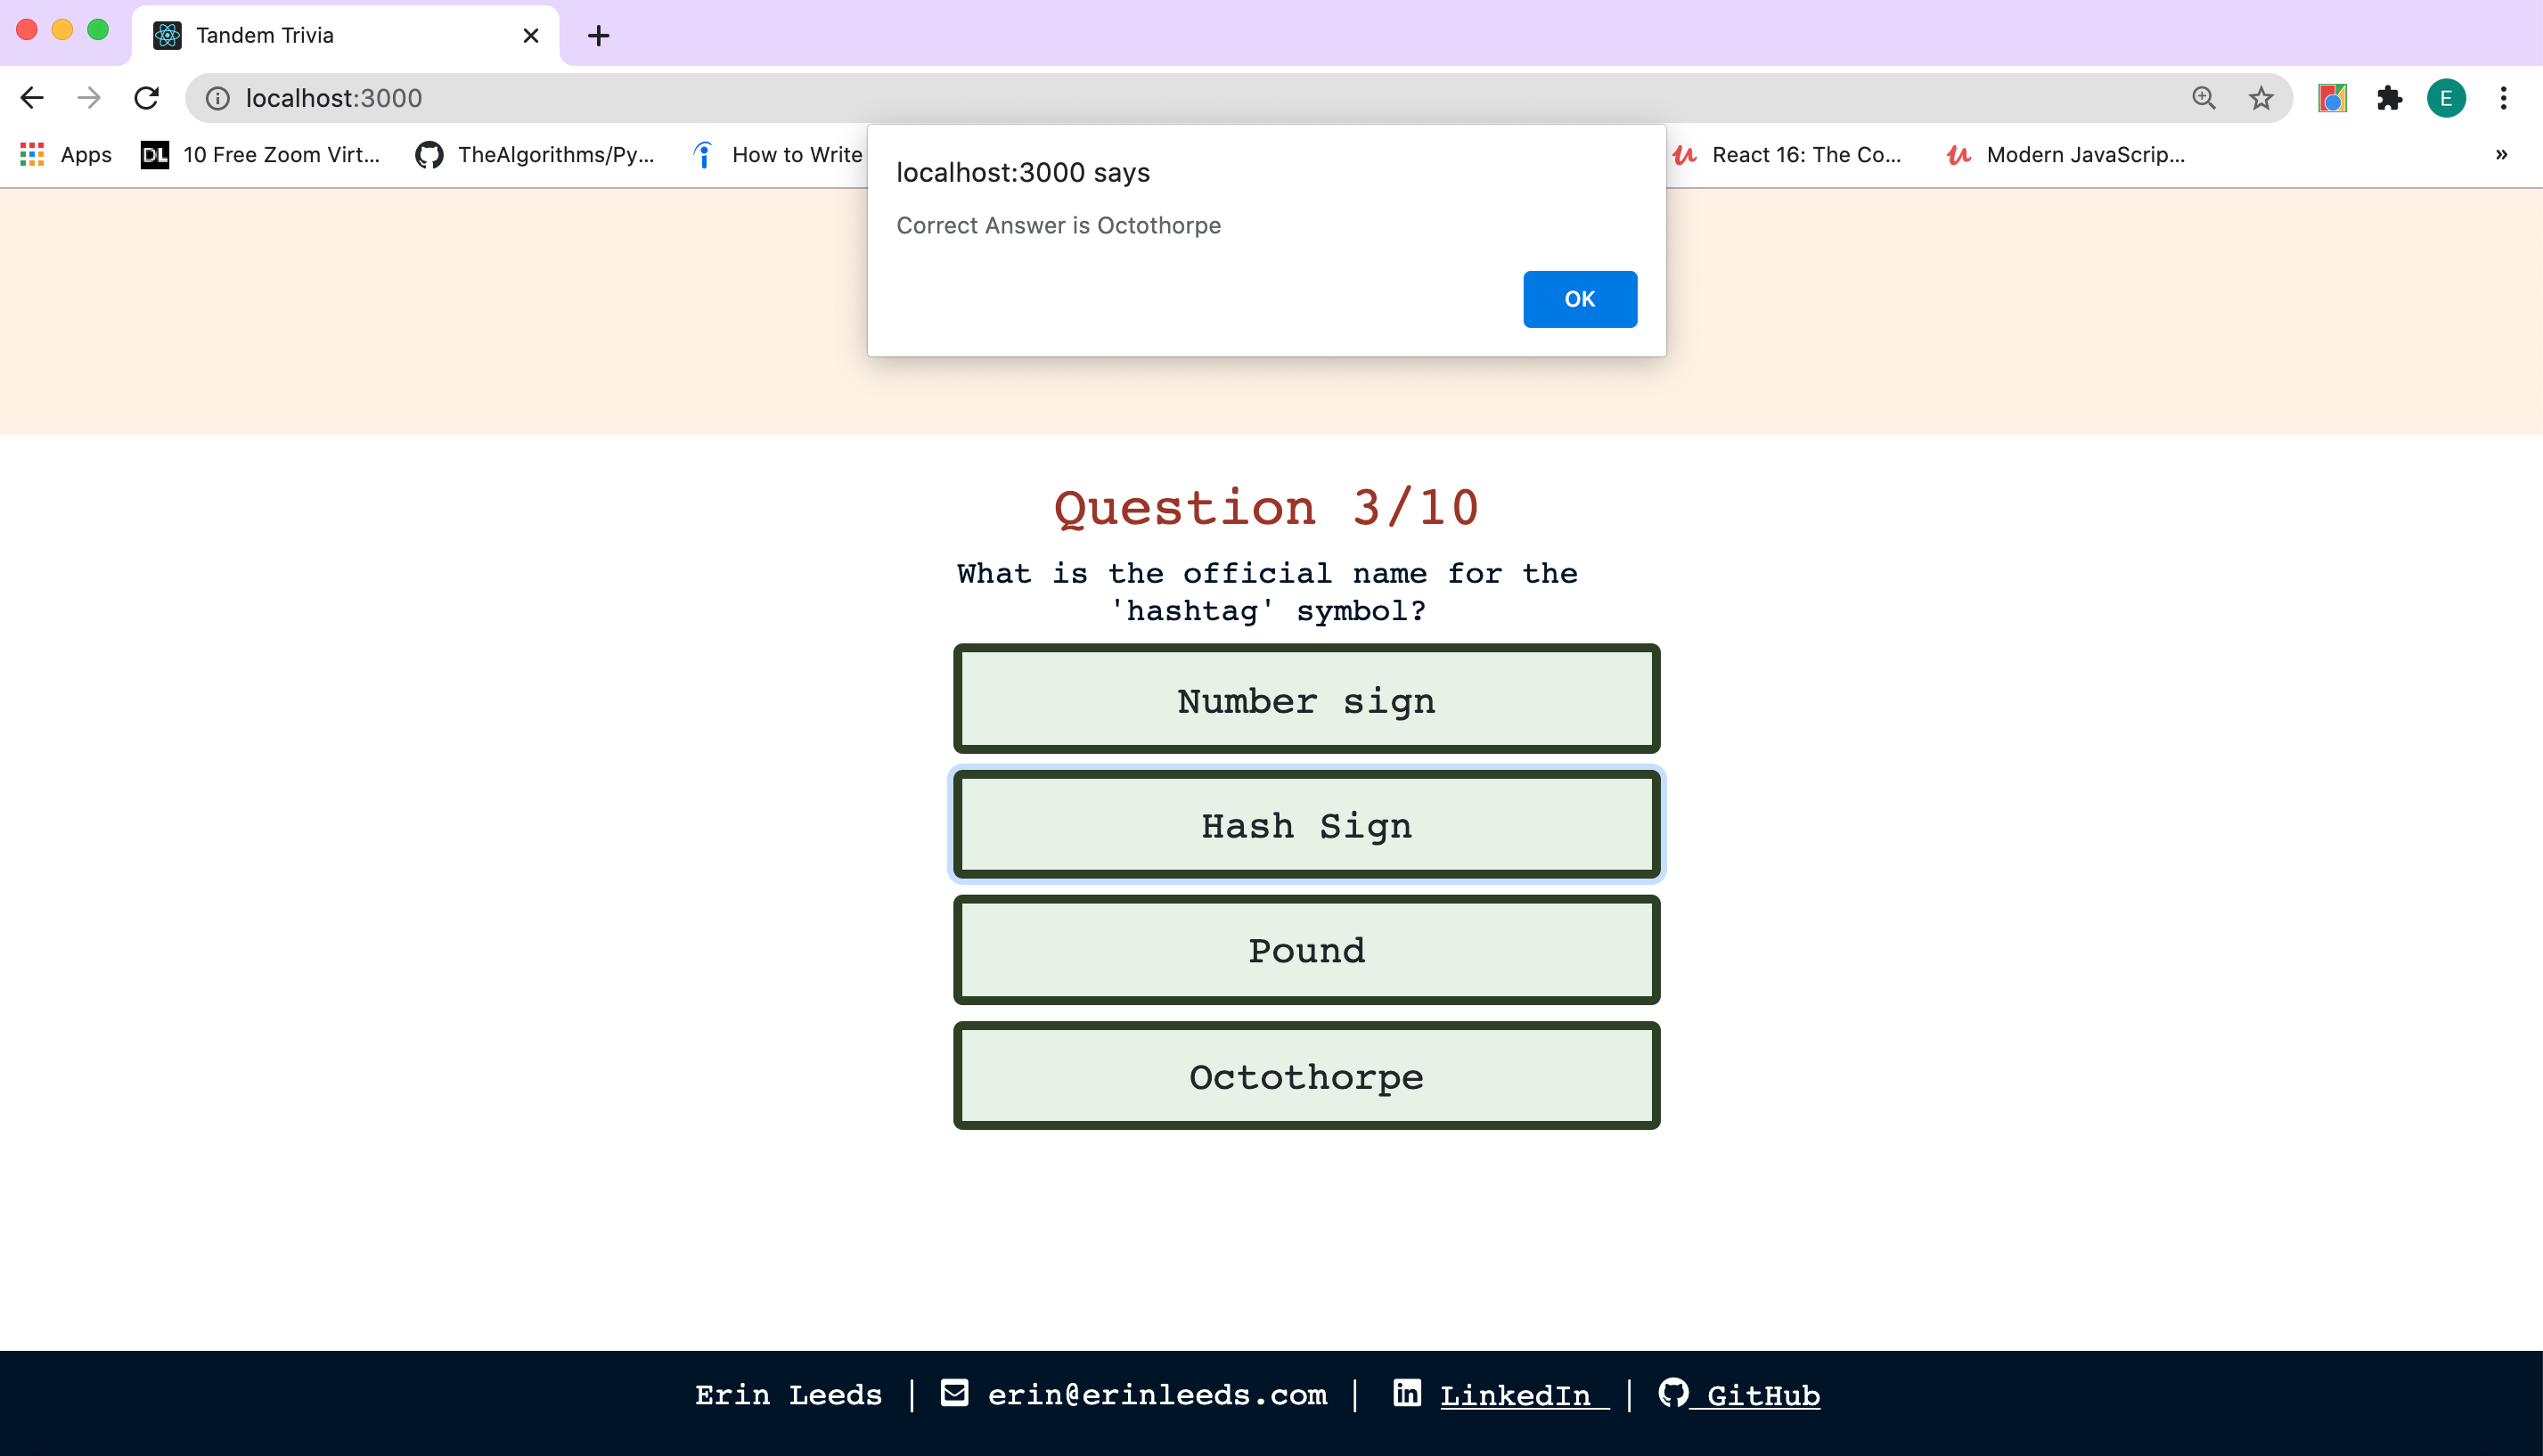 Tandem Trivia
localhost:3000
Apps
DL 10 Free Zoom Virt...
TheAlgorithms/Py...
How to Write
React 16: The Co...
Modern JavaScrip...
»
E
localhost:3000 says
Correct Answer is Octothorpe
OK
Question 3/10
What is the official name for the
'hashtag' symbol?
Number sign
Hash Sign
Pound
Octothorpe
Erin Leeds | erin@erinleeds.com | LinkedIn | GitHub